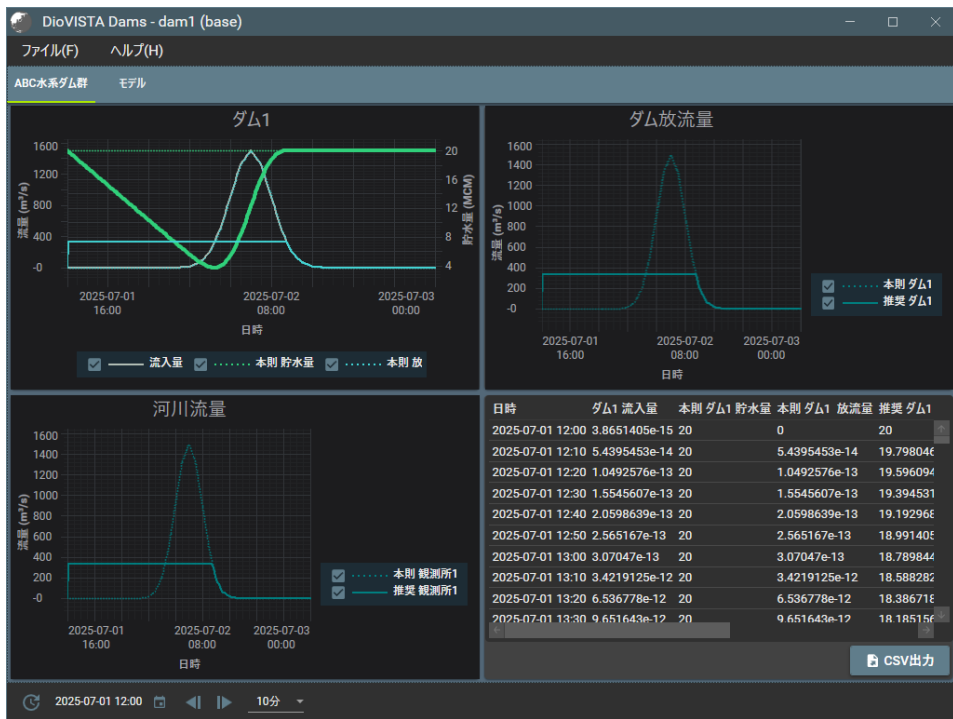 DioVISTA Dams - dam1 (base)
ファイル(F) ヘルプ(H)
ABC水系ダム群 モデル
ダム1
流量 (m³/s)
1600
1200
800
400
-0
20
16
12
8
4
貯水量 (MCM)
2025-07-01 16:00
2025-07-02 08:00
2025-07-03 00:00
日時
流入量 本則 貯水量 本則 放
ダム放流量
流量 (m³/s)
1600
1400
1200
1000
800
600
400
200
-0
2025-07-01 16:00
2025-07-02 08:00
2025-07-03 00:00
日時
本則 ダム1
推奨 ダム1
河川流量
流量 (m³/s)
1600
1400
1200
1000
800
600
400
200
-0
2025-07-01 16:00
2025-07-02 08:00
2025-07-03 00:00
日時
本則 観測所1
推奨 観測所1
日時 ダム1 流入量 本則 ダム1 貯水量 本則 ダム1 放流量 推奨 ダム1
2025-07-01 12:00 3.8651405e-15 20 0 20
2025-07-01 12:10 5.4395453e-14 20 5.4395453e-14 19.798046
2025-07-01 12:20 1.0492576e-13 20 1.0492576e-13 19.596094
2025-07-01 12:30 1.5545607e-13 20 1.5545607e-13 19.394531
2025-07-01 12:40 2.0598639e-13 20 2.0598639e-13 19.192968
2025-07-01 12:50 2.565167e-13 20 2.565167e-13 18.991405
2025-07-01 13:00 3.07047e-13 20 3.07047e-13 18.789844
2025-07-01 13:10 3.4219125e-12 20 3.4219125e-12 18.588282
2025-07-01 13:20 6.536778e-12 20 6.536778e-12 18.386718
2025-07-01 13:30 9.651643e-12 20 9.651643e-12 18.185156
CSV出力
2025-07-01 12:00 10分